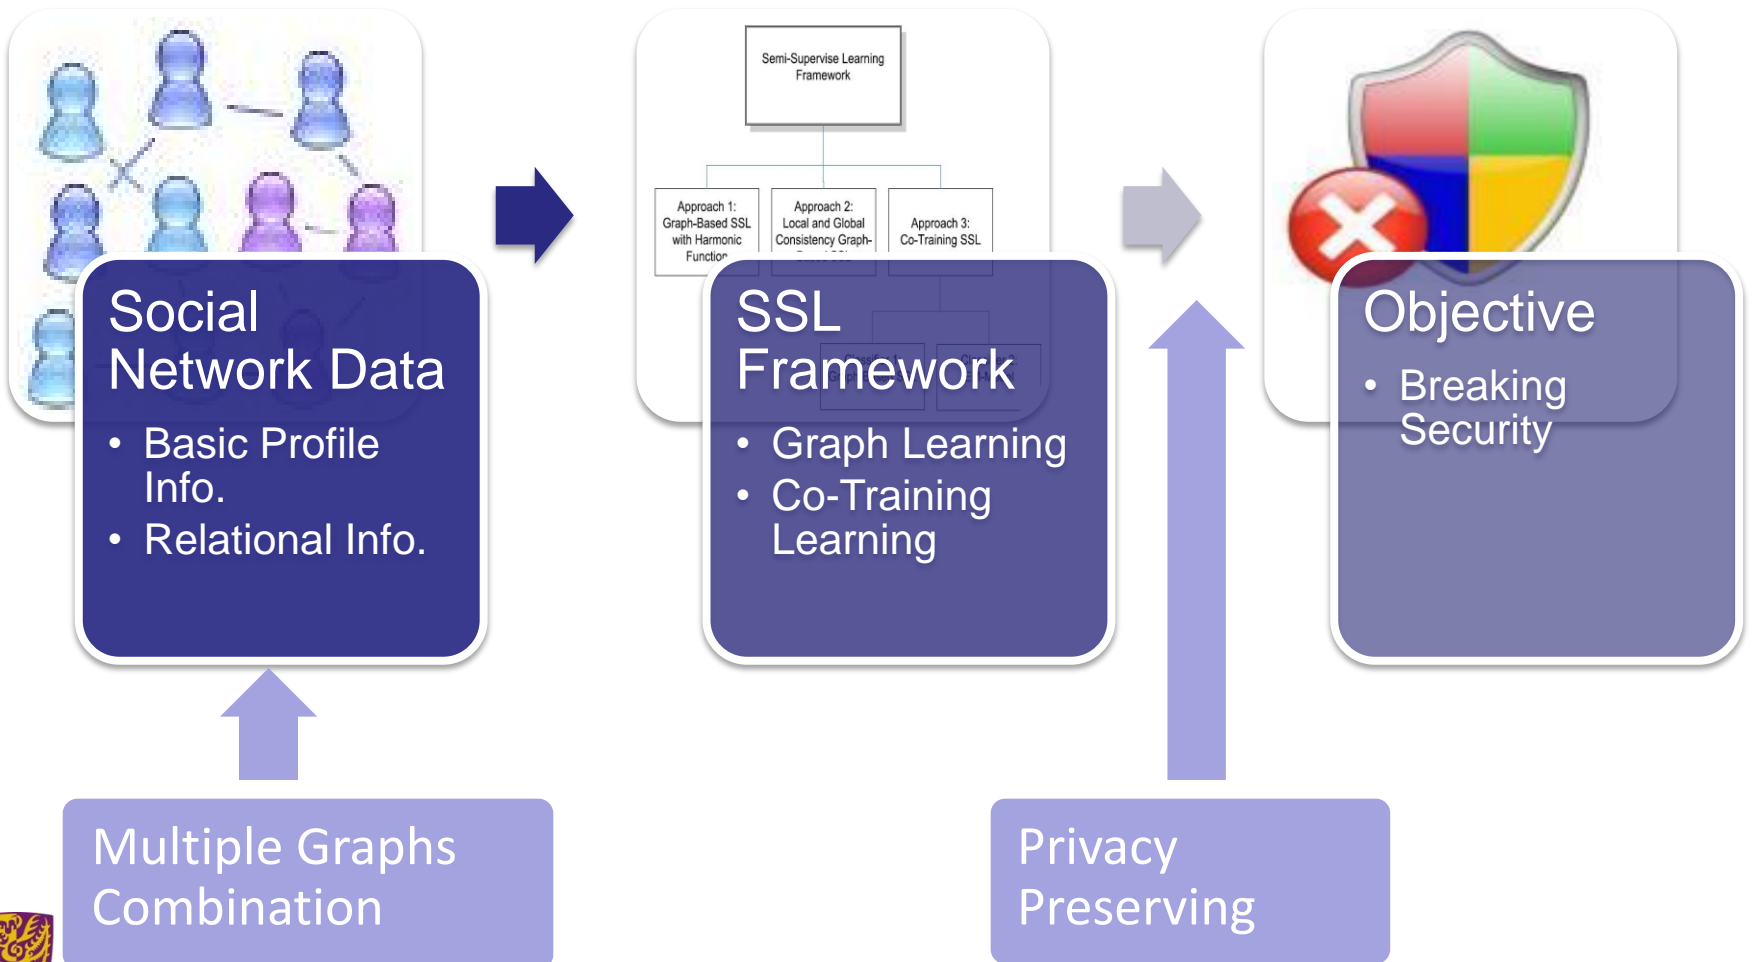 Semi-Supervise Learning
Framework
Approach 1:
Graph-Based SSL
with Harmonic
Function
Approach 2:
Local and Global
Consistency Graph-
Approach 3:
Co-Training SSL
Social
Network Data
• Basic Profile
Info.
• Relational Info.
SSL
Framework
• Graph Learning
• Co-Training
Learning
Objective
• Breaking
Security
Multiple Graphs
Combination
Privacy
Preserving